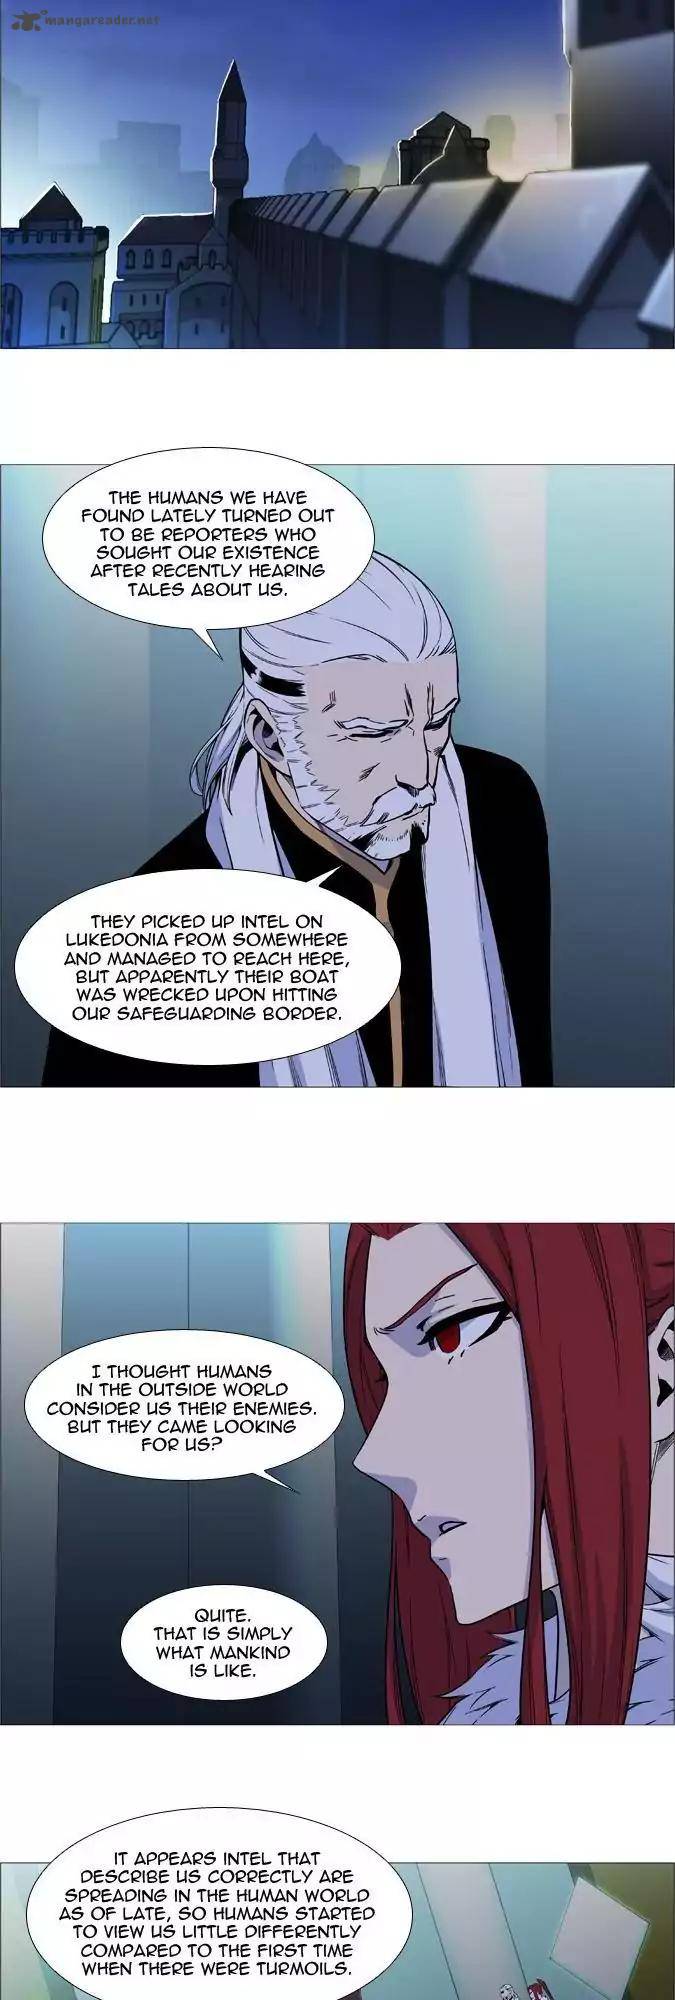 mangareader.net
THE HUMANS WE HAVE
FOUND LATELY TURNED OUT
TO BE REPORTERS WHO
SOUGHT OUR EXISTENCE
AFTER RECENTLY HEARING
TALES ABOUT US.
THEY PICKED UP INTEL ON
LUKEDONIA FROM SOMEWHERE
AND MANAGED TO REACH HERE,
BUT APPARENTLY THEIR BOAT
WAS WRECKED UPON HITTING
OUR SAFEGUARDING BORDER.
I THOUGHT HUMANS
IN THE OUTSIDE WORLD
CONSIDER US THEIR ENEMIES.
BUT THEY CAME LOOKING
FOR US?
QUITE.
THAT IS SIMPLY
WHAT MANKIND
IS LIKE.
IT APPEARS INTEL THAT
DESCRIBE US CORRECTLY ARE
SPREADING IN THE HUMAN WORLD
AS OF LATE, SO HUMANS STARTED
TO VIEW US LITTLE DIFFERENTLY
COMPARED TO THE FIRST TIME
WHEN THERE WERE TURMOILS.